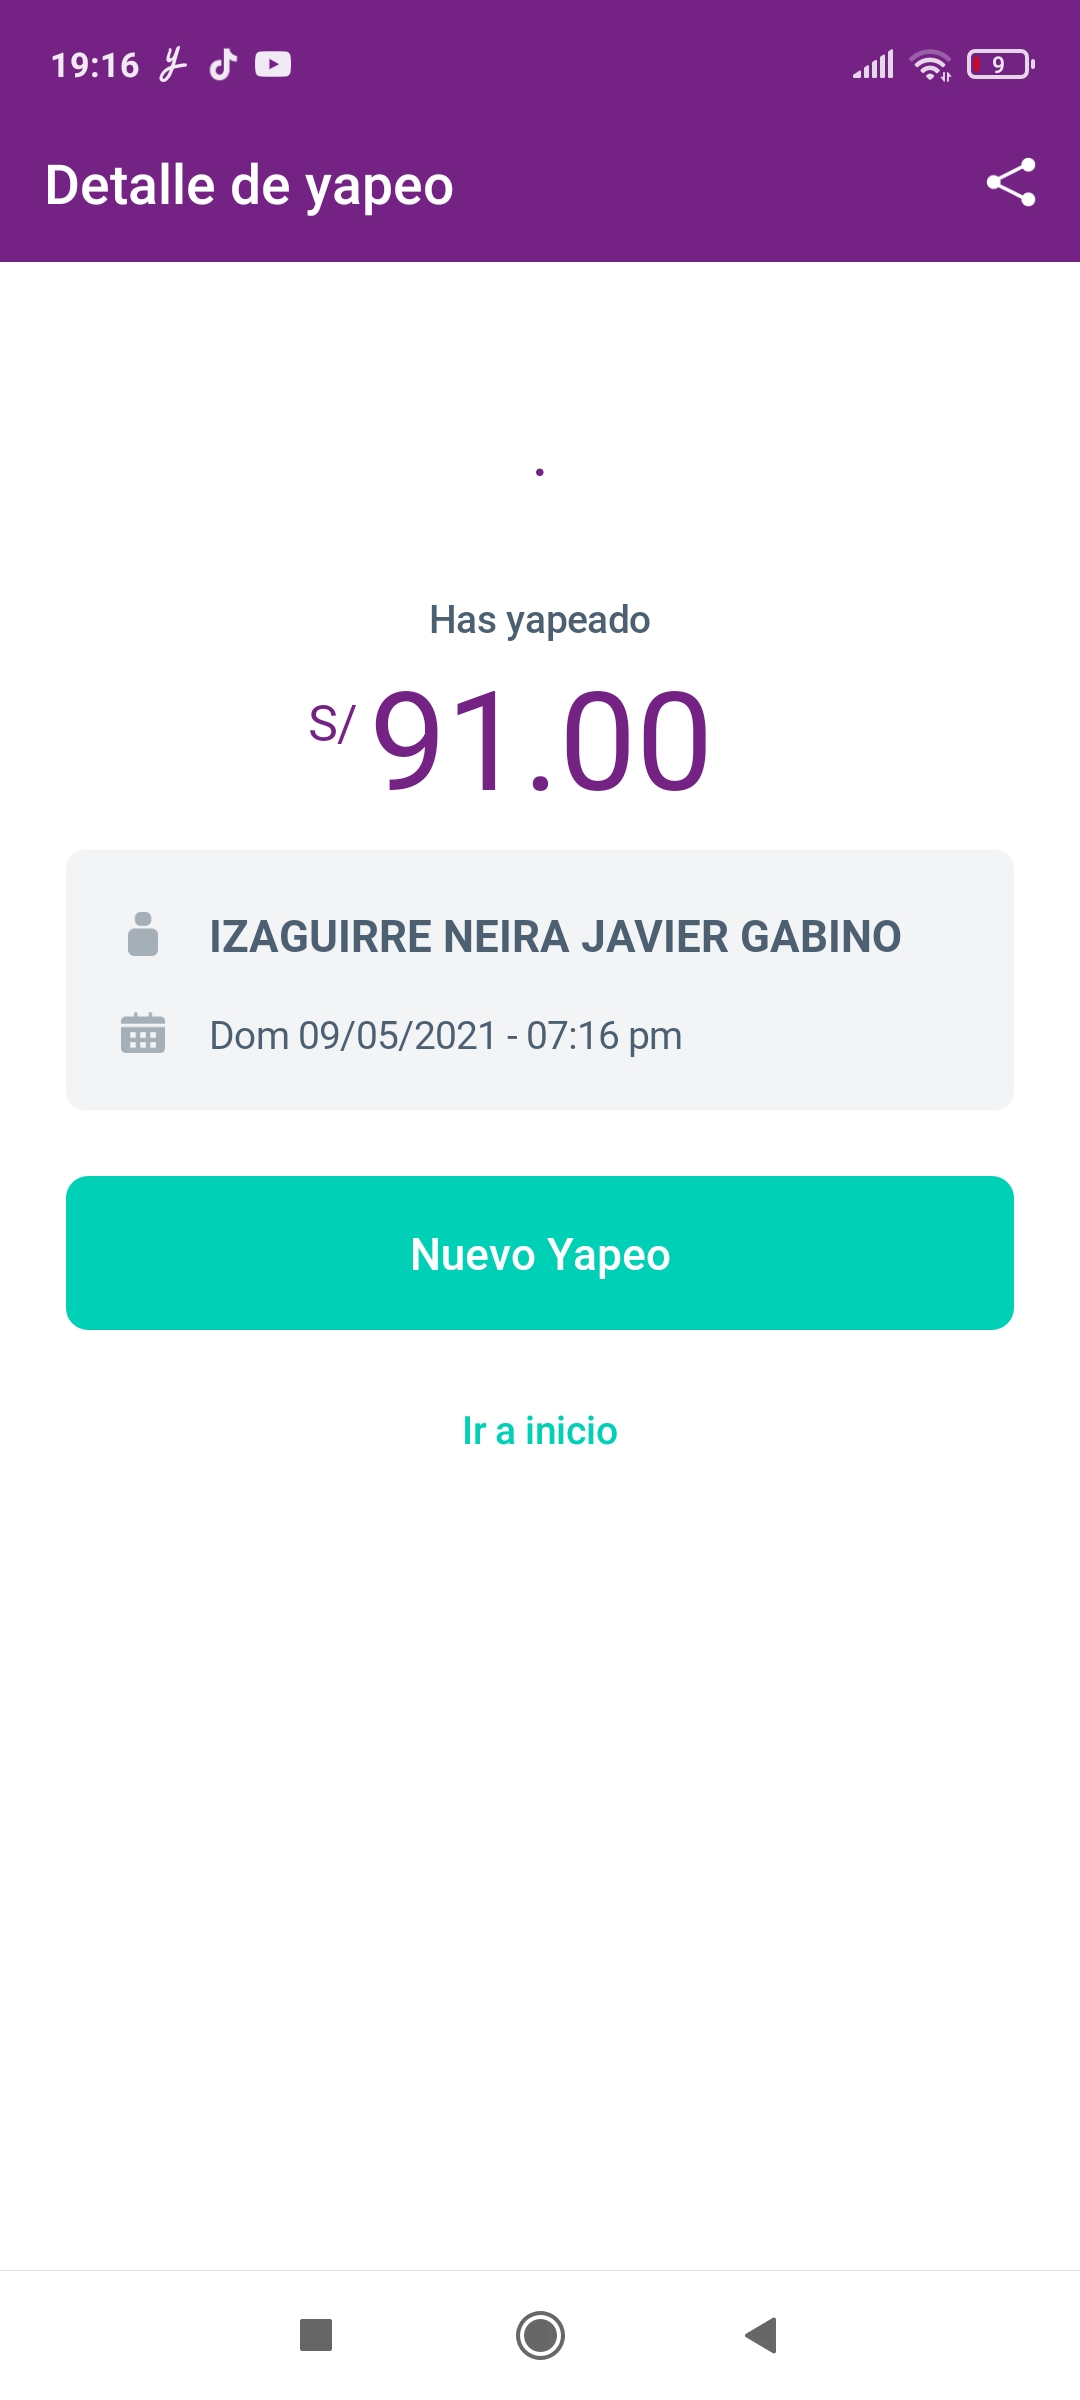 19:16
9
Detalle de yapeo
Has yapeado
S/ 91.00
IZAGUIRRE NEIRA JAVIER GABINO
Dom 09/05/2021 - 07:16 pm
Nuevo Yapeo
Ir a inicio